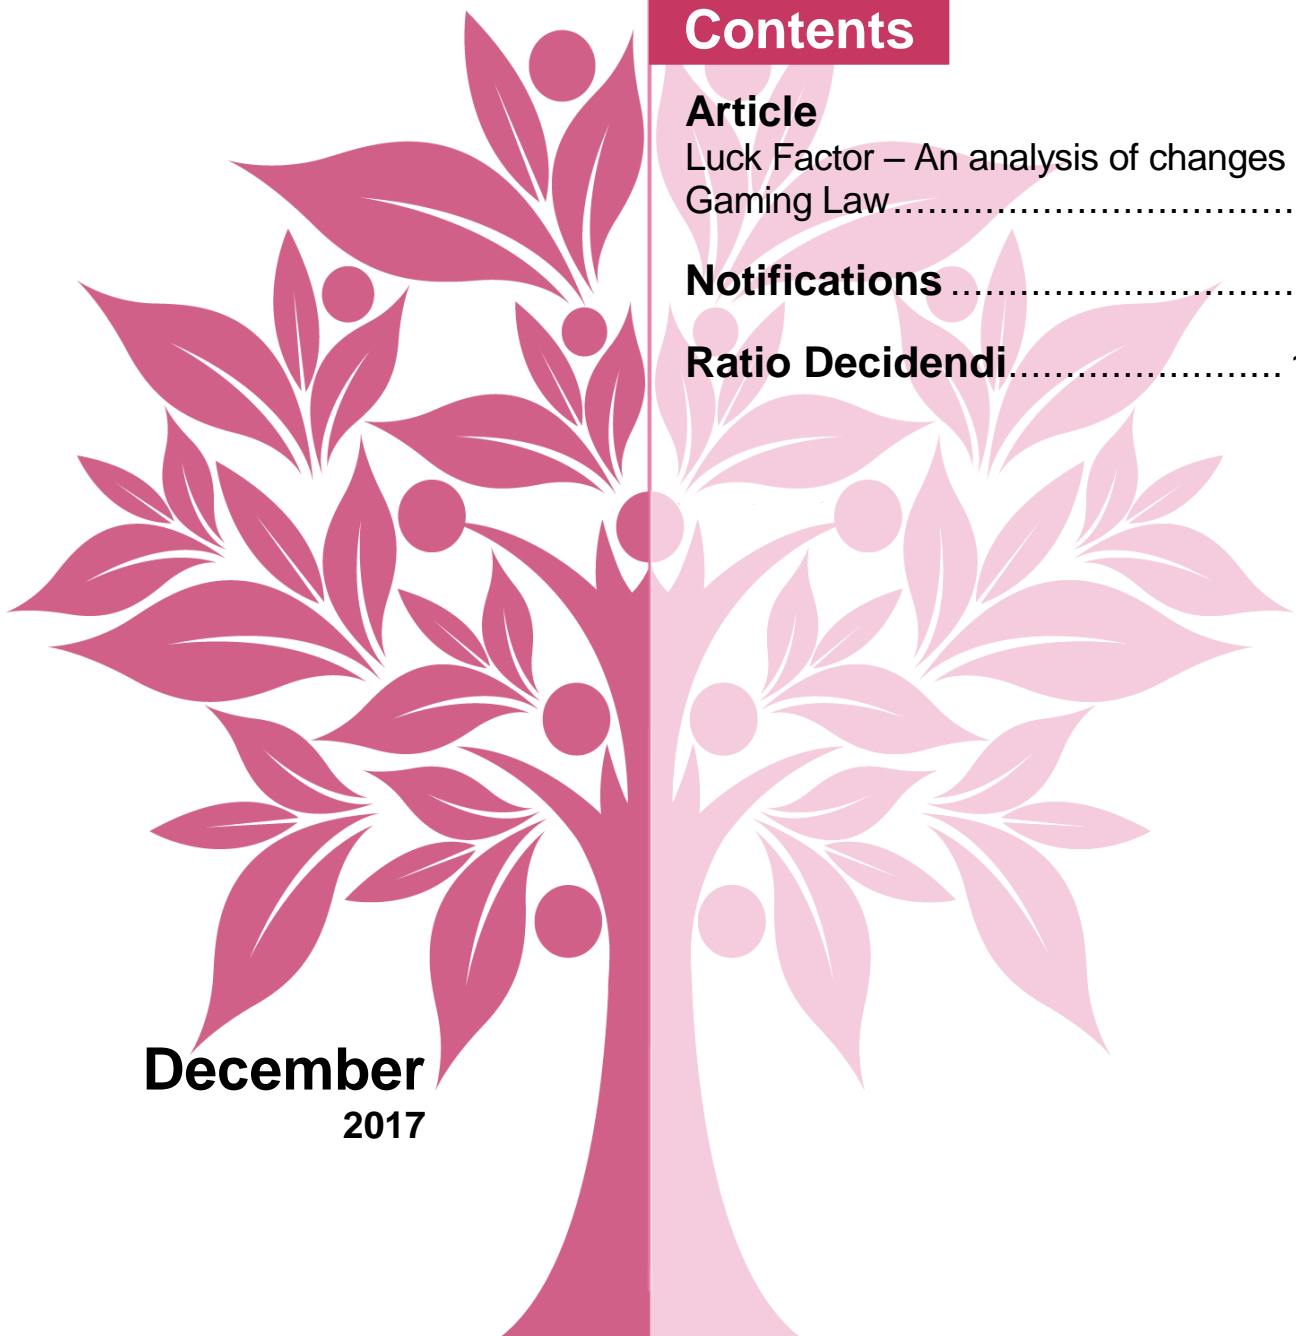 Contents
Article
Luck Factor – An analysis of changes
Gaming Law.....................................
Notifications ................................
Ratio Decidendi........................
December
2017